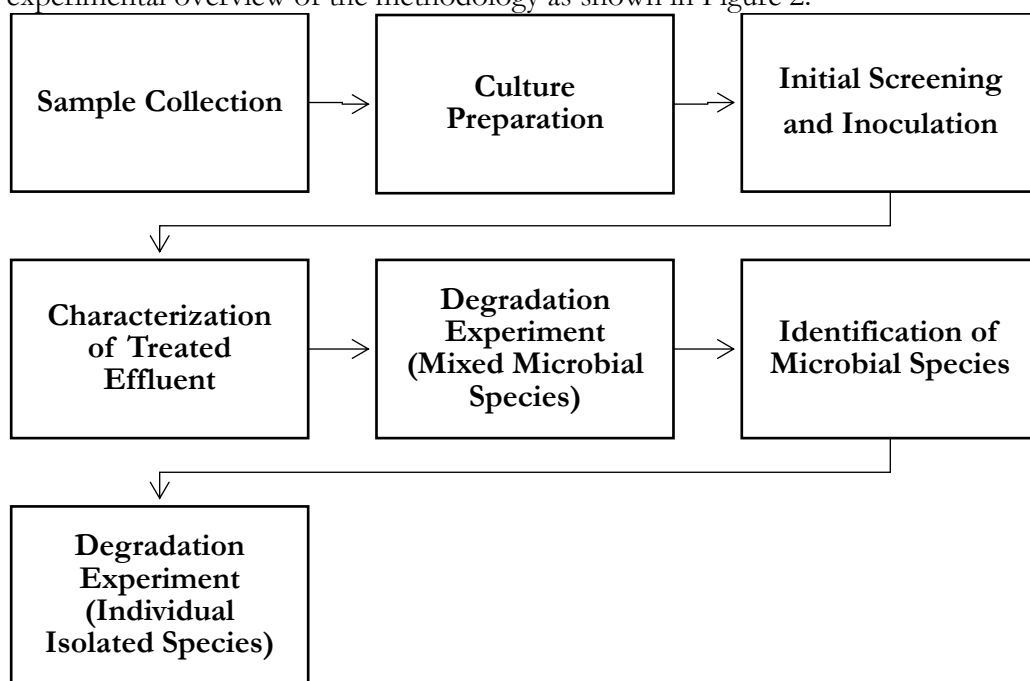 experimental overview of the methodology as shown in Figure 2.
Sample Collection
Culture
Preparation
Initial Screening
and Inoculation
Characterization
of Treated
Effluent
Degradation
Experiment
(Mixed Microbial
Species)
Identification of
Microbial Species
Degradation
Experiment
(Individual
Isolated Species)